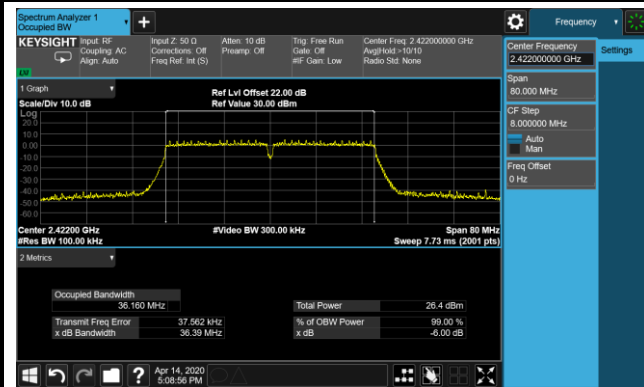 Spectrum Analyzer 1
Occupied BW
Frequency
KEYSIGHT
Input: RF
Coupling: AC
Align: Auto
Input Z: 50 Ω
Corrections: Off
Freq Ref: Int (S)
Atten: 10 dB
Preamp: Off
Trig: Free Run
Gate: Off
#IF Gain: Low
Center Freq: 2.422000000 GHz
Avg|Hold:>10/10
Radio Std: None
LV
Center Frequency
2.422000000 GHz
Settings
Span
80.000 MHz
CF Step
8.000000 MHz
Auto
Man
Freq Offset
0 Hz
1 Graph
Scale/Div 10.0 dB
Ref Lvl Offset 22.00 dB
Ref Value 30.00 dBm
Log
20.0
10.0
0.00
-10.0
-20.0
-30.0
-40.0
-50.0
-60.0
Center 2.42200 GHz
#Video BW 300.00 kHz
Span 80 MHz
#Res BW 100.00 kHz
Sweep 7.73 ms (2001 pts)
2 Metrics
Occupied Bandwidth
36.160 MHz
Total Power 26.4 dBm
Transmit Freq Error 37.562 kHz
% of OBW Power 99.00 %
x dB Bandwidth 36.39 MHz
x dB -6.00 dB
Apr 14, 2020
5:08:56 PM